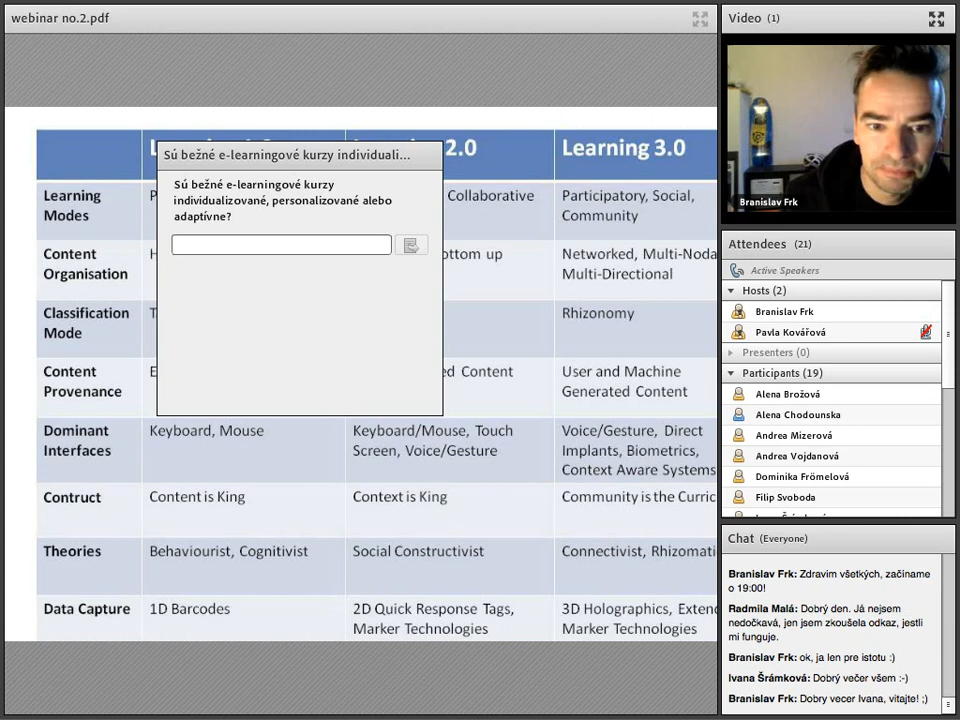 webinar no.2.pdf
2.0
Learning 3.0
Learning
Modes
Collaborative
Participatory, Social,
Community
Content
Organisation
ottom up
Networked, Multi-Noda
Multi-Directional
Classification
Mode
Rhizonomy
Content
Provenance
ed Content
User and Machine
Generated Content
Dominant
Interfaces
Keyboard, Mouse
Keyboard/Mouse, Touch
Screen, Voice/Gesture
Voice/Gesture, Direct
Implants, Biometrics,
Context Aware Systems
Contruct
Content is King
Context is King
Community is the Curric
Theories
Behaviourist, Cognitivist
Social Constructivist
Connectivist, Rhizomati
Data Capture
1D Barcodes
2D Quick Response Tags,
Marker Technologies
3D Holographics, Extend
Marker Technologies
Sú bežné e-learningové kurzy individuali...
Sú bežné e-learningové kurzy
individualizované, personalizované alebo
adaptívne?
Video (1)
Branislav Frk
Attendees (21)
Active Speakers
Hosts (2)
Branislav Frk
Pavla Kovářová
Presenters (0)
Participants (19)
Alena Brožová
Alena Chodounska
Andrea Mizerová
Andrea Vojdanová
Dominika Frömelová
Filip Svoboda
Chat (Everyone)
Branislav Frk: Zdravim všetkých, začíname
o 19:00!
Radmila Malá: Dobrý den. Já nejsem
nedočkavá, jen jsem zkoušela odkaz, jestli
mi funguje.
Branislav Frk: ok, ja len pre istotu :)
Ivana Šrámková: Dobrý večer všem :-)
Branislav Frk: Dobry vecer Ivana, vitajte! ;)